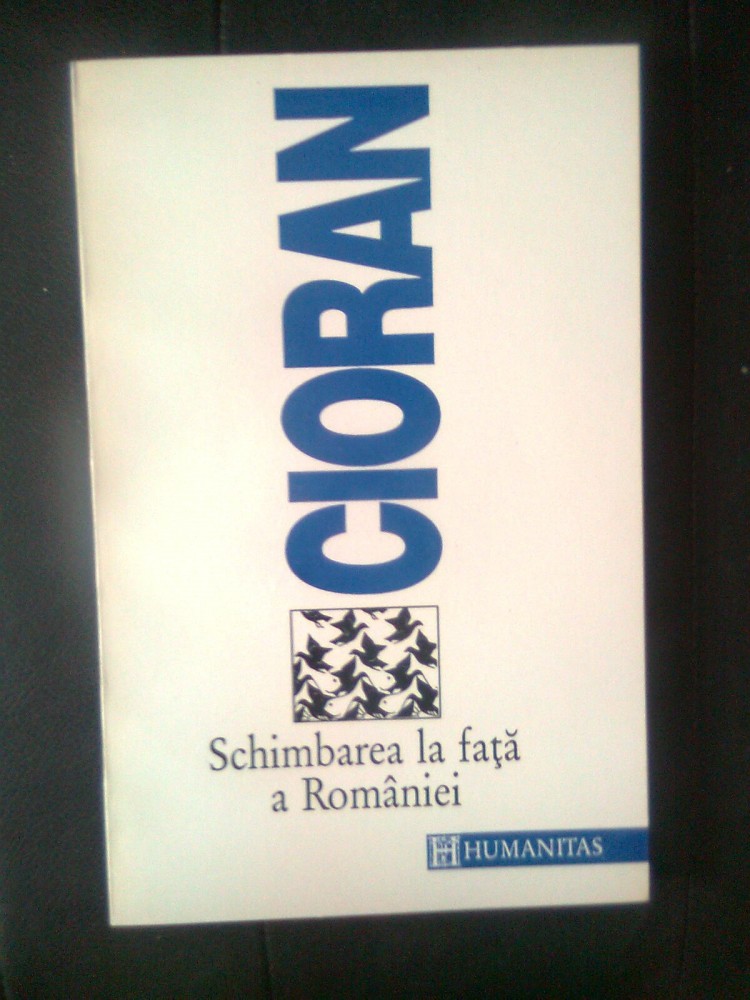 CIORAN
Schimbarea la faţă
a României
HUMANITAS